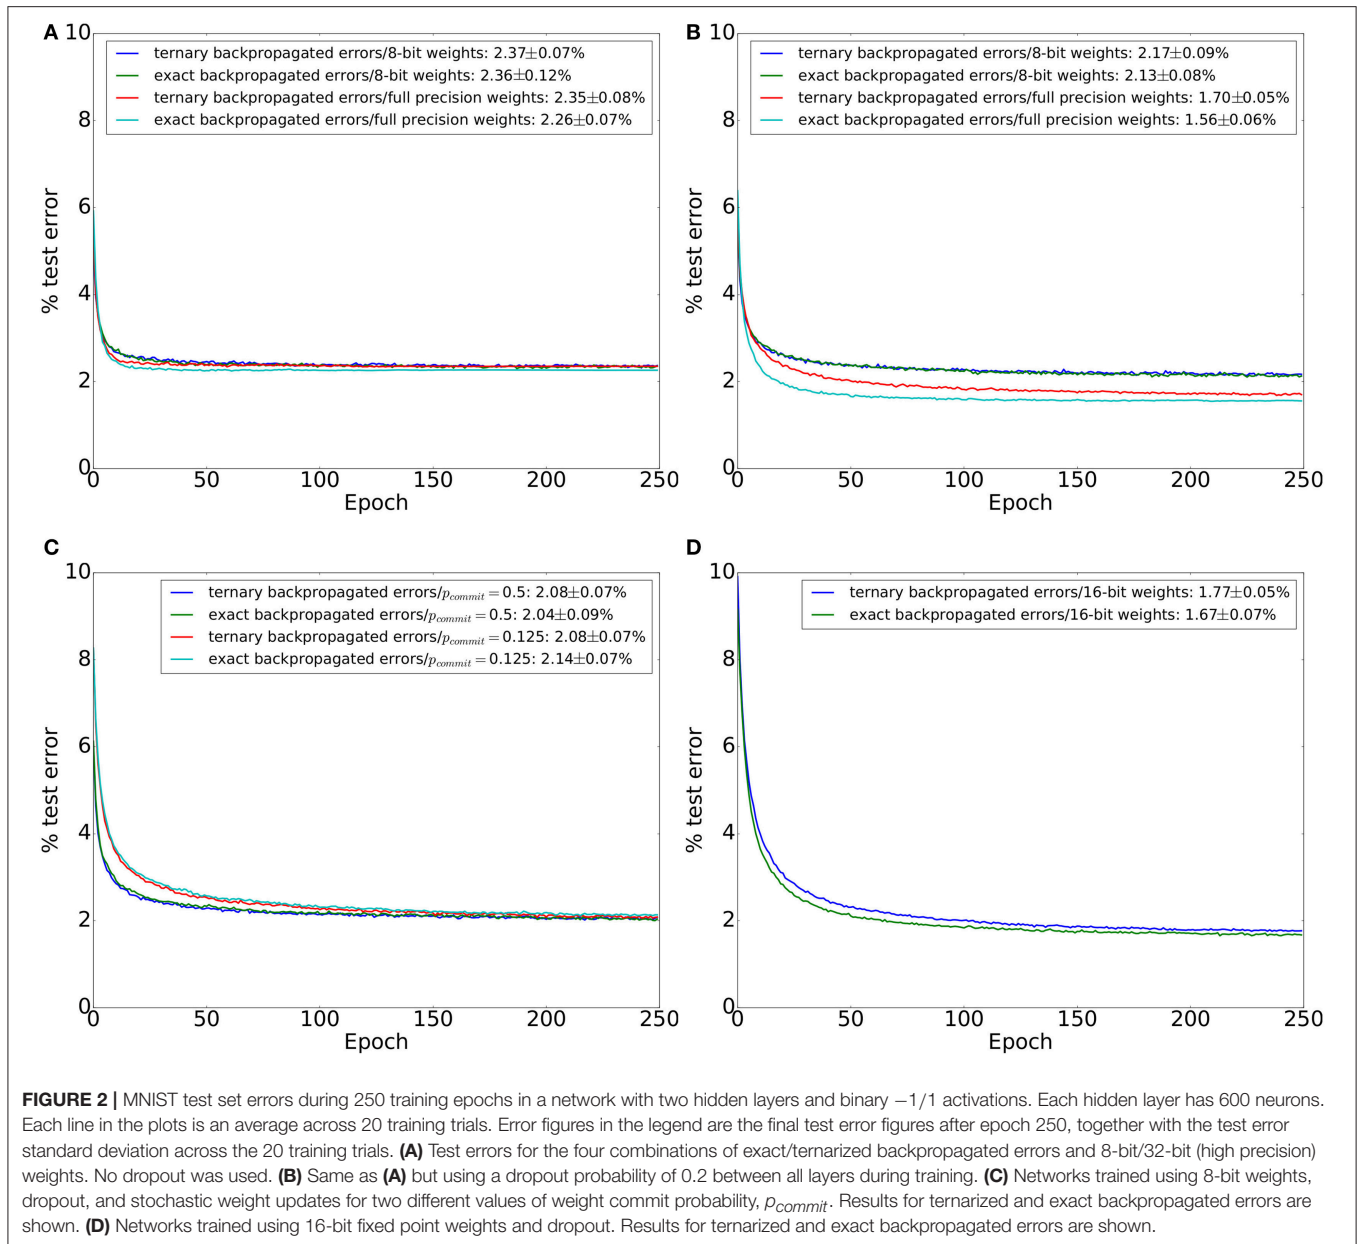 A
10
8
6
4
2
0
% test error
ternary backpropagated errors/8-bit weights: 2.37±0.07%
exact backpropagated errors/8-bit weights: 2.36±0.12%
ternary backpropagated errors/full precision weights: 2.35±0.08%
exact backpropagated errors/full precision weights: 2.26±0.07%
0 50 100 150 200 250
Epoch
B
10
8
6
4
2
0
% test error
ternary backpropagated errors/8-bit weights: 2.17±0.09%
exact backpropagated errors/8-bit weights: 2.13±0.08%
ternary backpropagated errors/full precision weights: 1.70±0.05%
exact backpropagated errors/full precision weights: 1.56±0.06%
0 50 100 150 200 250
Epoch
C
10
8
6
4
2
0
% test error
ternary backpropagated errors/p_commit = 0.5: 2.08±0.07%
exact backpropagated errors/p_commit = 0.5: 2.04±0.09%
ternary backpropagated errors/p_commit = 0.125: 2.08±0.07%
exact backpropagated errors/p_commit = 0.125: 2.14±0.07%
0 50 100 150 200 250
Epoch
D
10
8
6
4
2
0
% test error
ternary backpropagated errors/16-bit weights: 1.77±0.05%
exact backpropagated errors/16-bit weights: 1.67±0.07%
0 50 100 150 200 250
Epoch
FIGURE 2 | MNIST test set errors during 250 training epochs in a network with two hidden layers and binary −1/1 activations. Each hidden layer has 600 neurons.
Each line in the plots is an average across 20 training trials. Error figures in the legend are the final test error figures after epoch 250, together with the test error
standard deviation across the 20 training trials. (A) Test errors for the four combinations of exact/ternarized backpropagated errors and 8-bit/32-bit (high precision)
weights. No dropout was used. (B) Same as (A) but using a dropout probability of 0.2 between all layers during training. (C) Networks trained using 8-bit weights,
dropout, and stochastic weight updates for two different values of weight commit probability, p_commit. Results for ternarized and exact backpropagated errors are
shown. (D) Networks trained using 16-bit fixed point weights and dropout. Results for ternarized and exact backpropagated errors are shown.